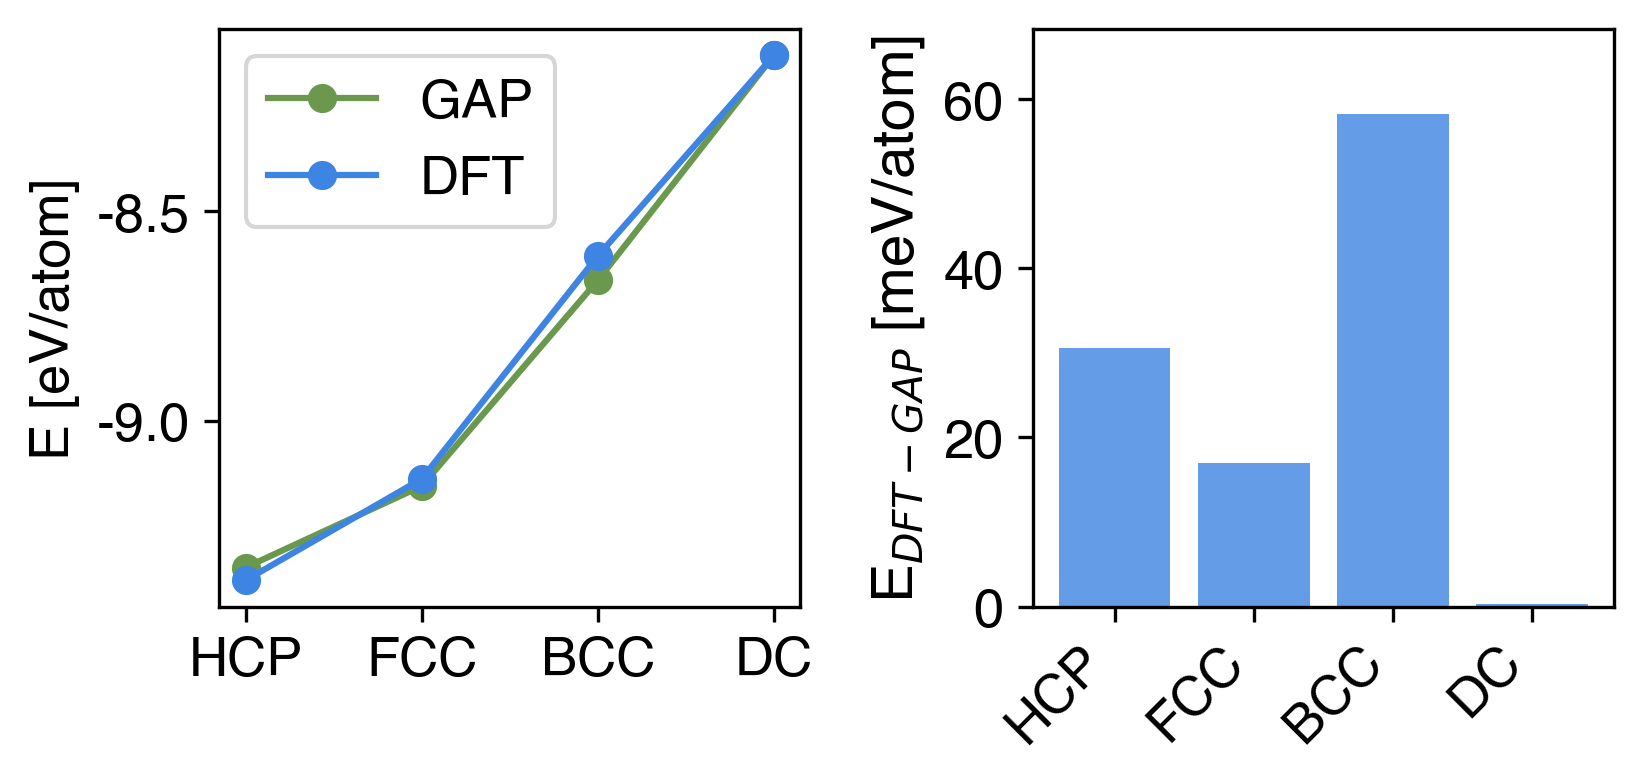 GAP
DFT
E [eV/atom]
-8.5
-9.0
HCP FCC BCC DC
E_{DFT-GAP} [meV/atom]
60
40
20
0
HCP FCC BCC DC